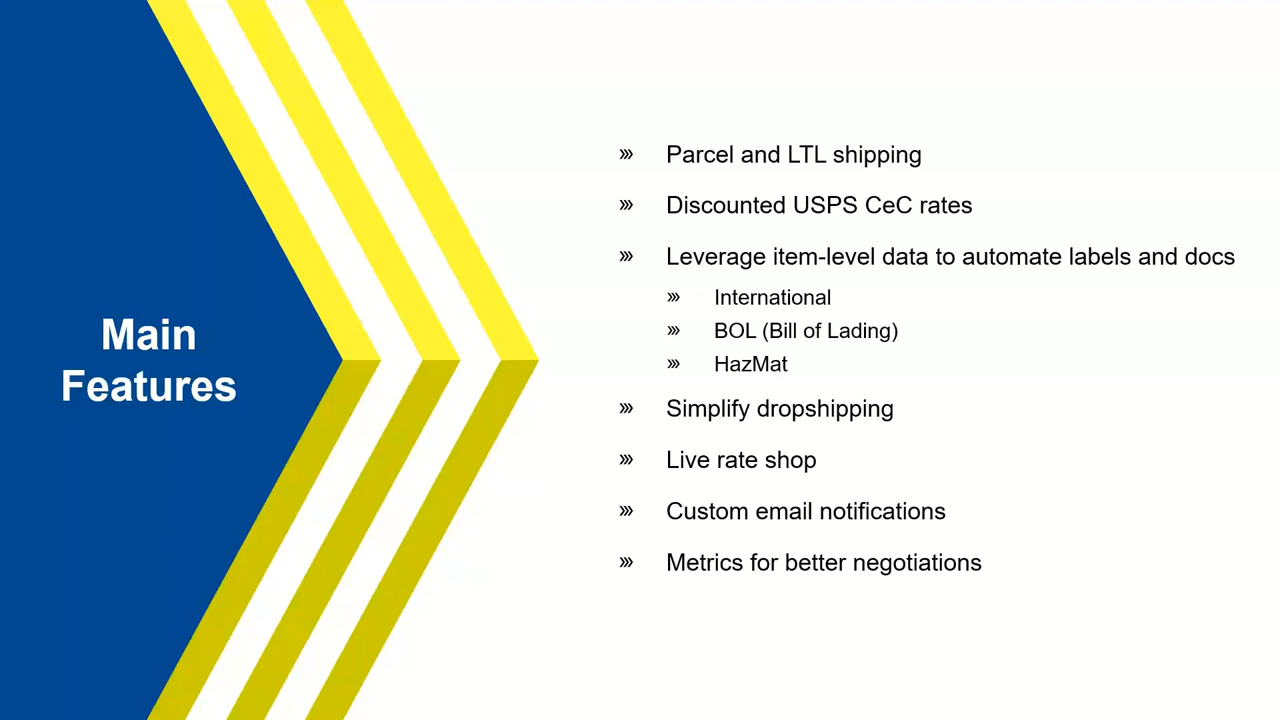 Main
Features
Parcel and LTL shipping
Discounted USPS CeC rates
Leverage item-level data to automate labels and docs
International
BOL (Bill of Lading)
HazMat
Simplify dropshipping
Live rate shop
Custom email notifications
Metrics for better negotiations